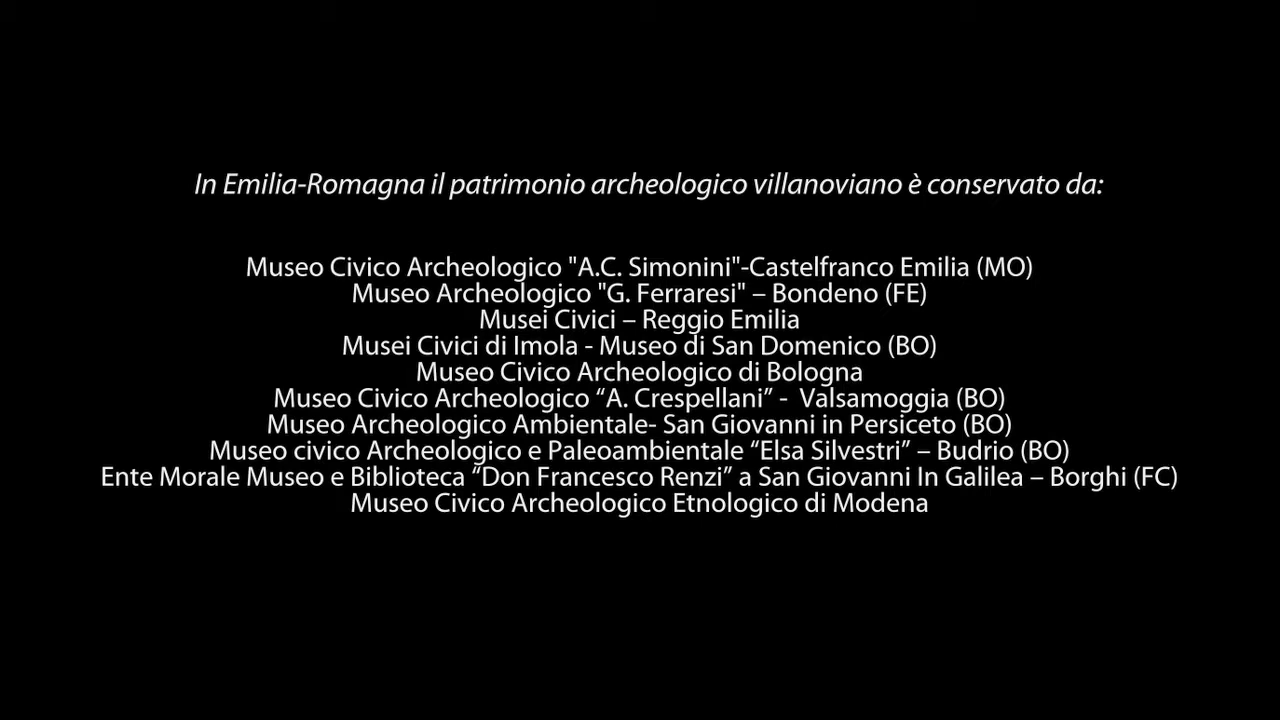 In Emilia-Romagna il patrimonio archeologico villanoviano è conservato da:
Museo Civico Archeologico "A.C. Simonini"-Castelfranco Emilia (MO)
Museo Archeologico "G. Ferraresi" – Bondeno (FE)
Musei Civici – Reggio Emilia
Musei Civici di Imola - Museo di San Domenico (BO)
Museo Civico Archeologico di Bologna
Museo Civico Archeologico “A. Crespellani” -  Valsamoggia (BO)
Museo Archeologico Ambientale- San Giovanni in Persiceto (BO)
Museo civico Archeologico e Paleoambientale “Elsa Silvestri” – Budrio (BO)
Ente Morale Museo e Biblioteca “Don Francesco Renzi” a San Giovanni In Galilea – Borghi (FC)
Museo Civico Archeologico Etnologico di Modena